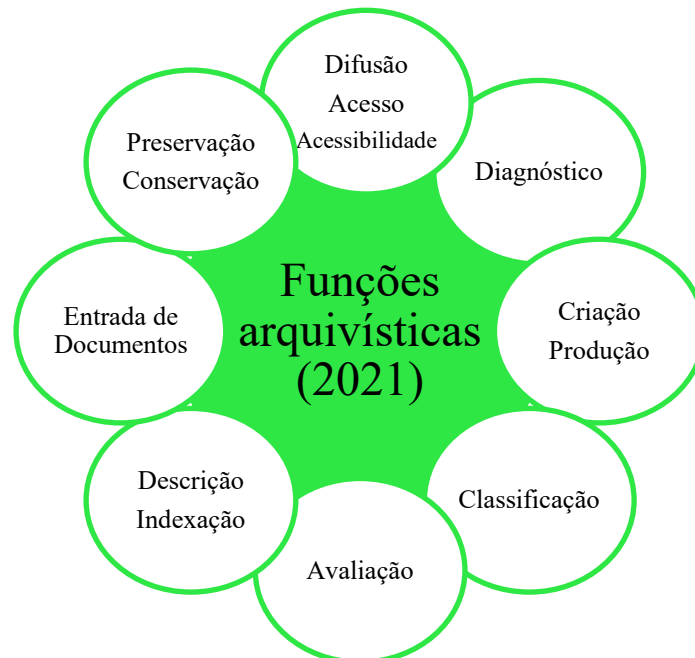 Difusão
Acesso
Acessibilidade
Diagnóstico
Criação
Produção
Classificação
Avaliação
Descrição
Indexação
Entrada de
Documentos
Preservação
Conservação
Funções
arquivísticas
(2021)